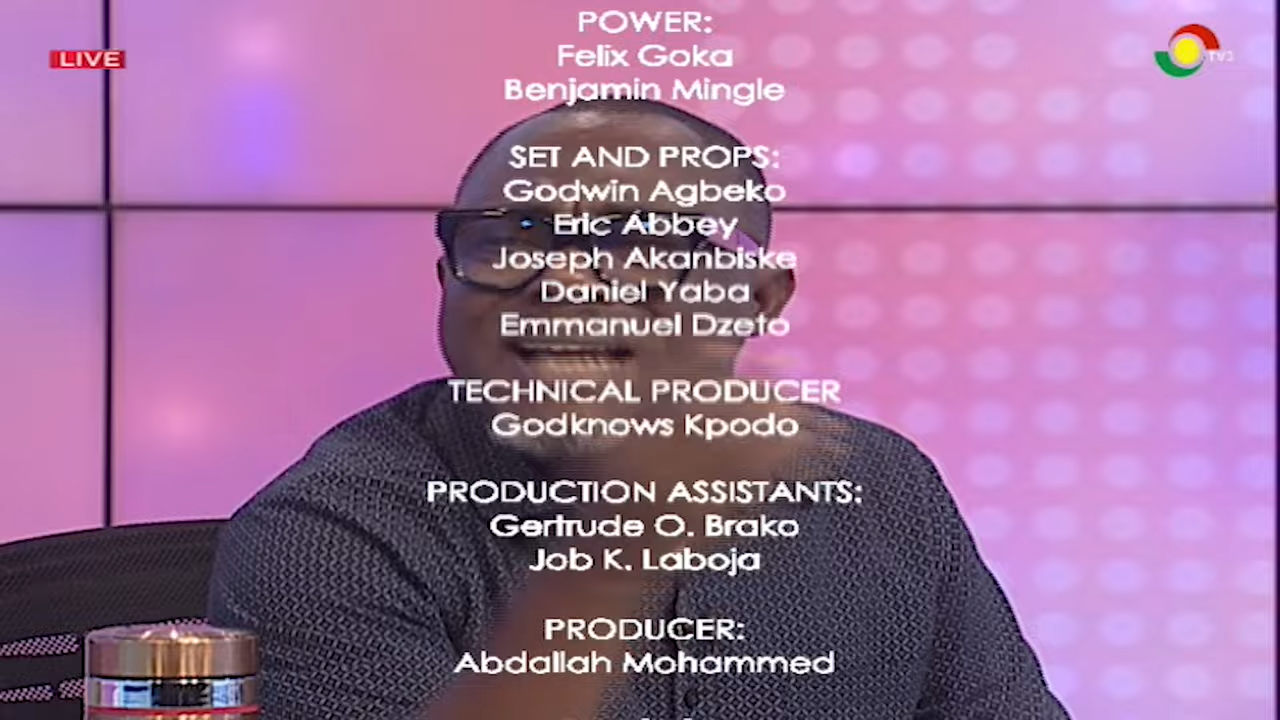 POWER:
LIVE
Felix Goka
TV3
Benjamin Mingle
SET AND PROPS:
Godwin Agbeko
Eric Abbey
Joseph Akanbiske
Daniel Yaba
Emmanuel Dzeto
TECHNICAL PRODUCER
Godknows Kpodo
PRODUCTION ASSISTANTS:
Gertrude O. Brako
Job K. Laboja
PRODUCER:
Abdallah Mohammed